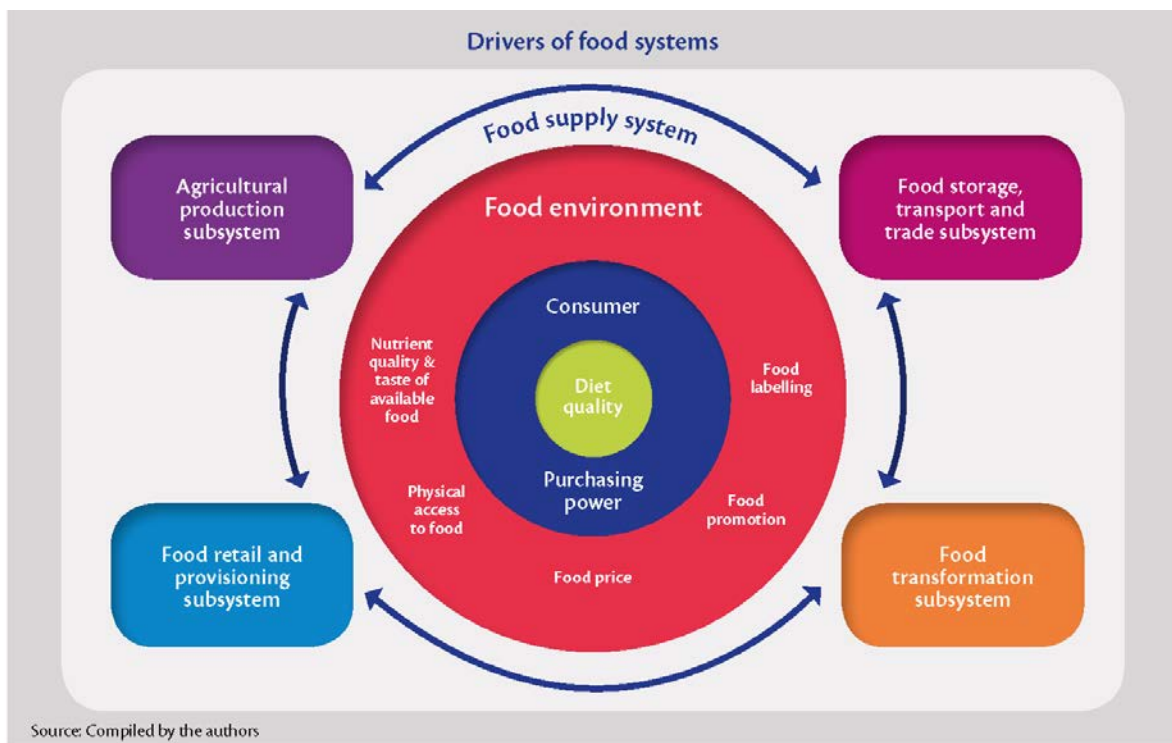 Drivers of food systems
Food supply system
Agricultural
production
subsystem
Food storage,
transport and
trade subsystem
Food environment
Consumer
Nutrient
quality &
taste of
available
food
Diet
quality
Food
labelling
Purchasing
power
Physical
access
to food
Food
promotion
Food price
Food retail and
provisioning
subsystem
Food
transformation
subsystem
Source: Compiled by the authors